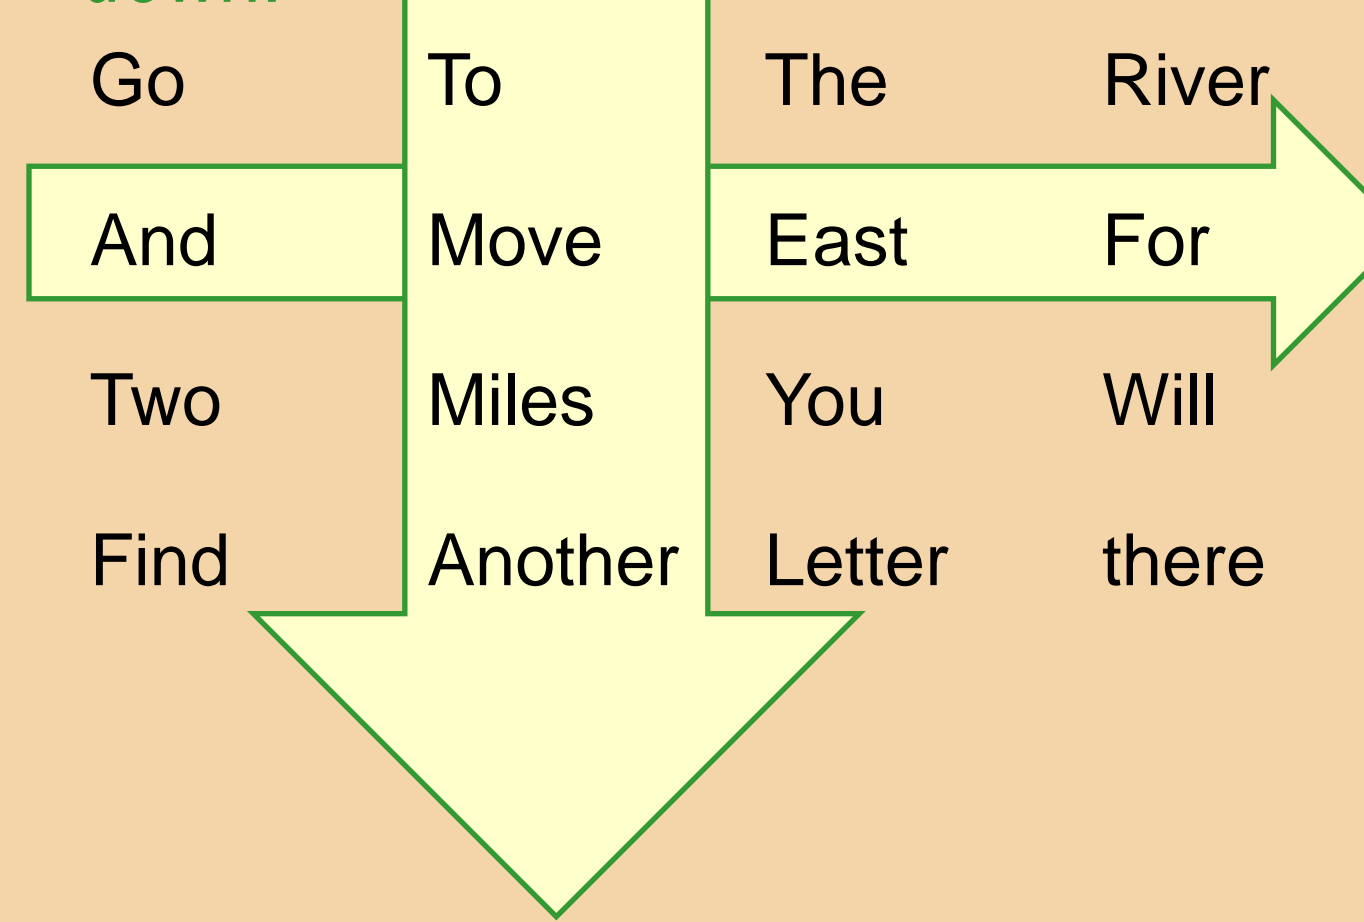 Go To The River
And Move East For
Two Miles You Will
Find Another Letter there